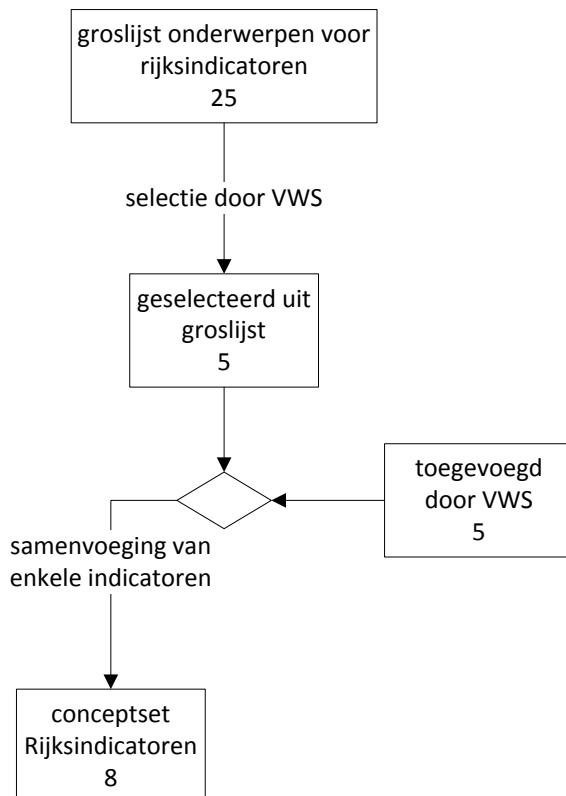 groslijst onderwerpen voor
rijksindicatoren
25
selectie door VWS
geselecteerd uit
groslijst
5
toegevoegd
door VWS
5
samenvoeging van
enkele indicatoren
conceptset
Rijksindicatoren
8